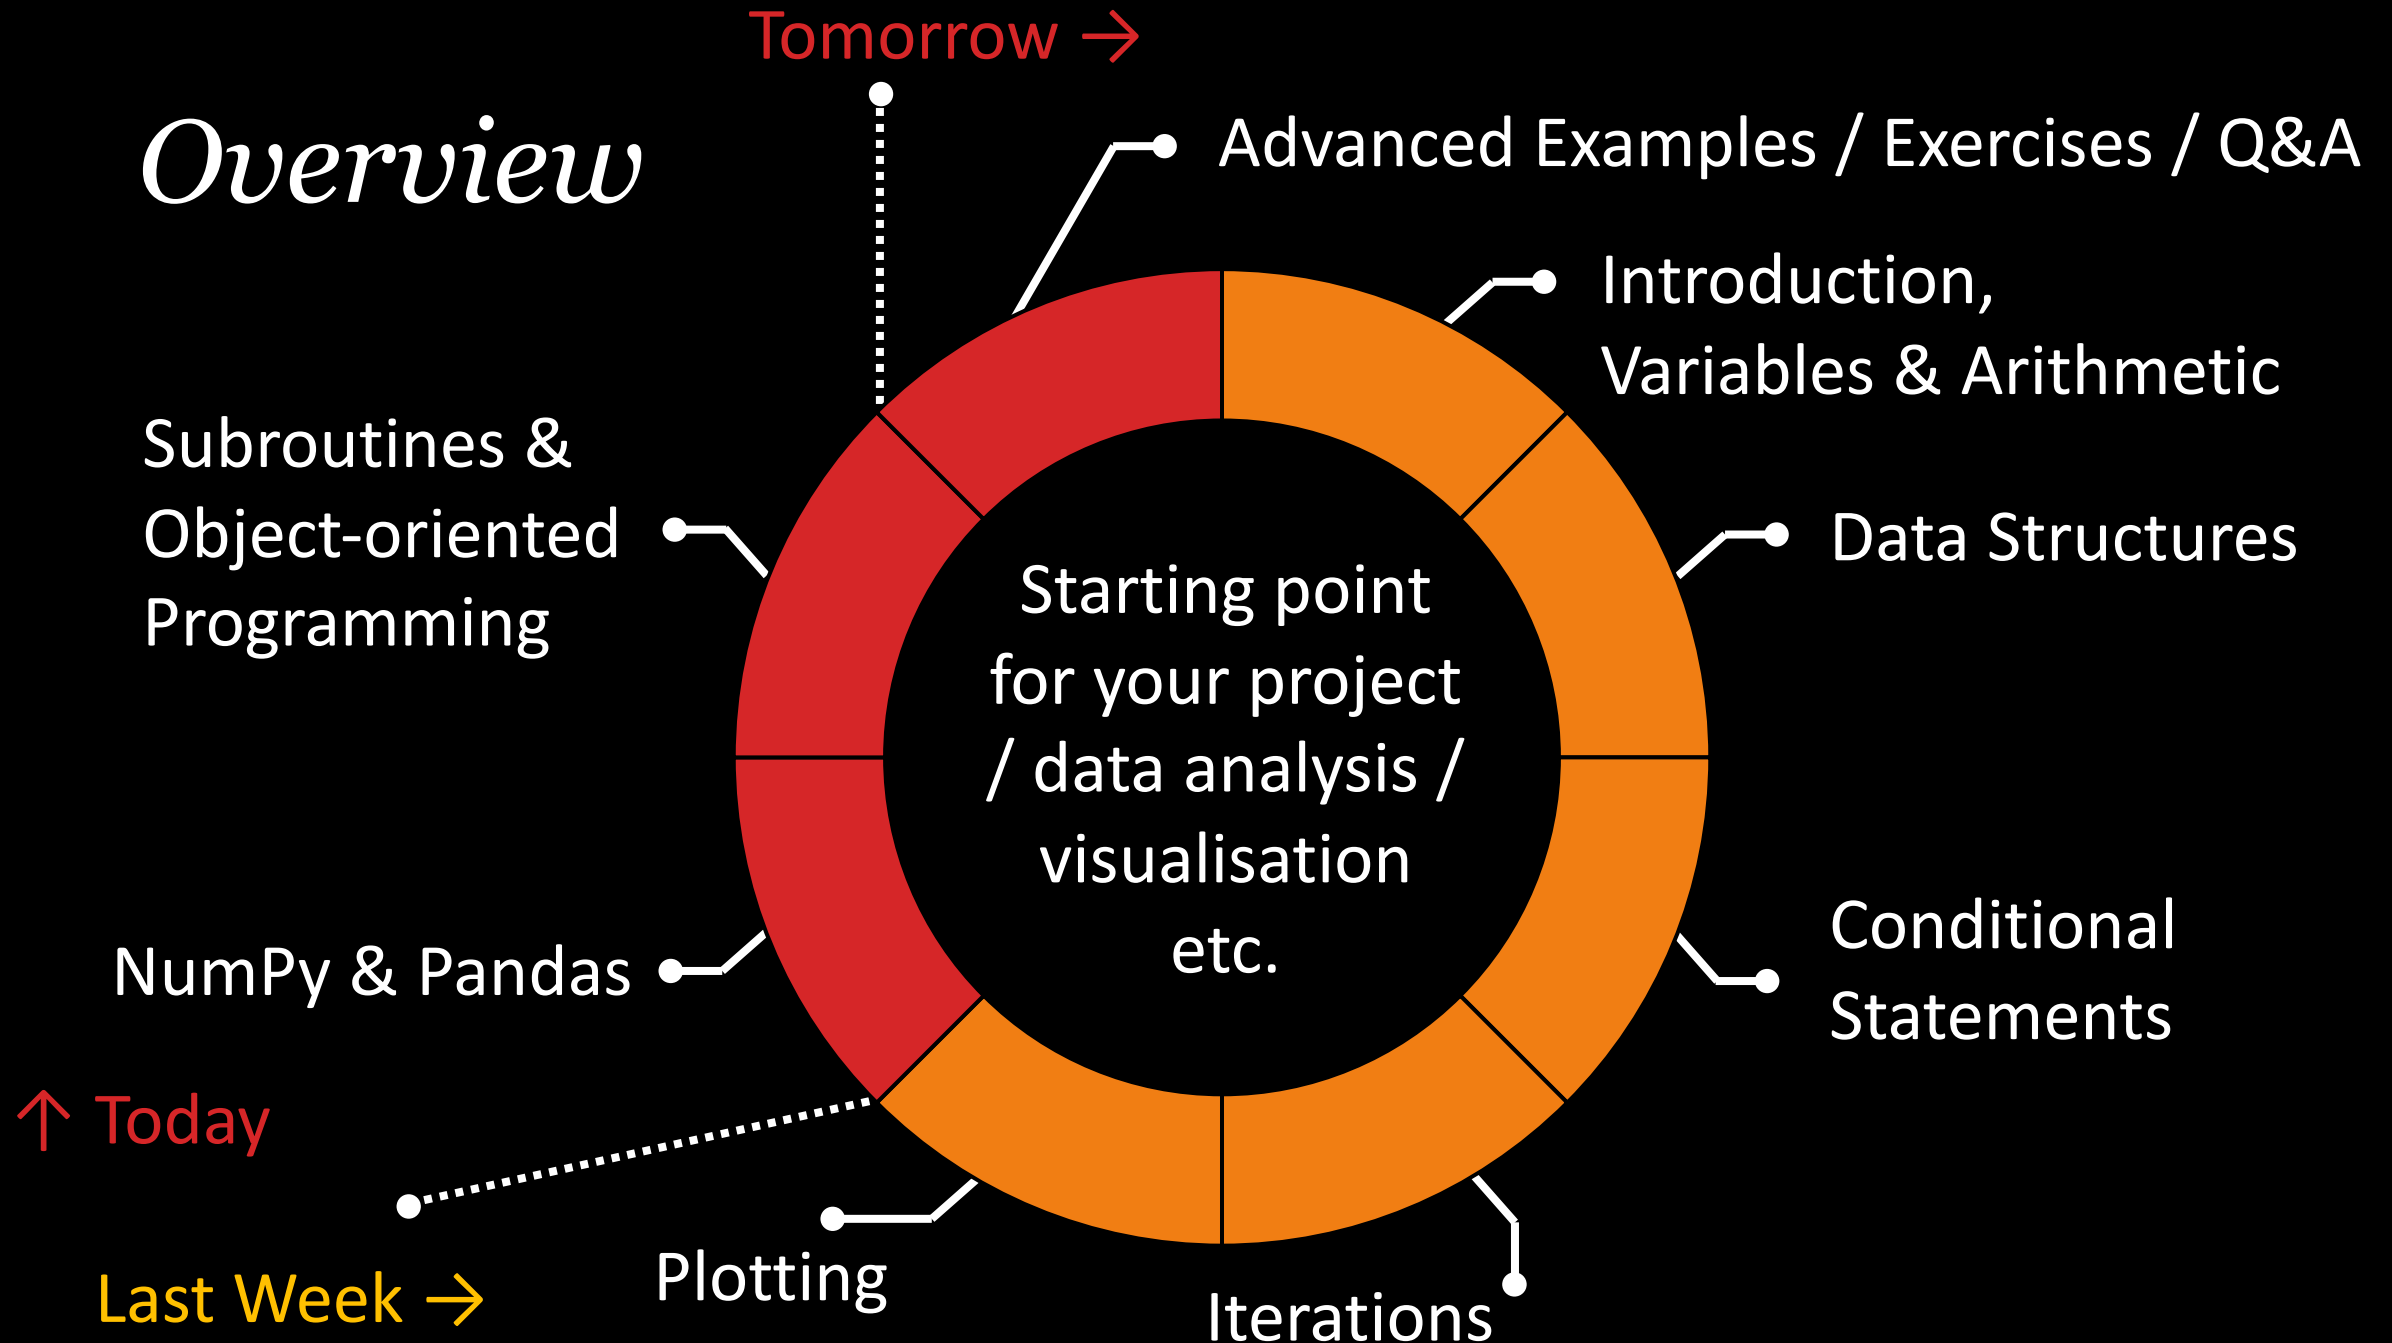 Tomorrow →
Overview
Advanced Examples / Exercises / Q&A
Introduction,
Variables & Arithmetic
Data Structures
Conditional
Statements
Iterations
Plotting
Last Week →
↑ Today
NumPy & Pandas
Subroutines &
Object-oriented
Programming
Starting point
for your project
/ data analysis /
visualisation
etc.